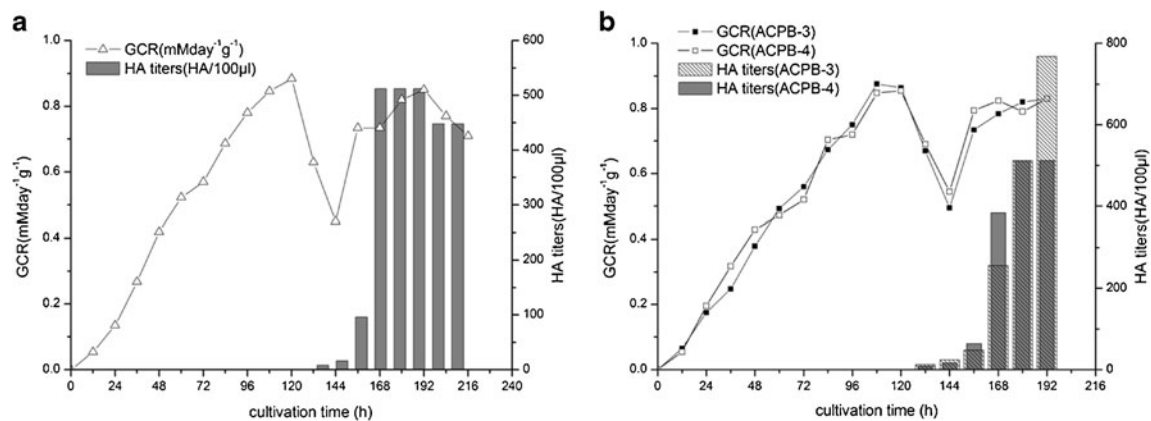 a
GCR(mMday⁻¹g⁻¹)
HA titers(HA/100µl)
1.0
0.8
0.6
0.4
0.2
0.0
GCR(mMday⁻¹g⁻¹)
600
500
400
300
200
100
0
HA titers(HA/100µl)
0 24 48 72 96 120 144 168 192 216 240
cultivation time (h)
b
GCR(ACPB-3)
GCR(ACPB-4)
HA titers(ACPB-3)
HA titers(ACPB-4)
1.0
0.8
0.6
0.4
0.2
0.0
GCR(mMday⁻¹g⁻¹)
800
600
400
200
0
HA titers(HA/100µl)
0 24 48 72 96 120 144 168 192 216
cultivation time (h)